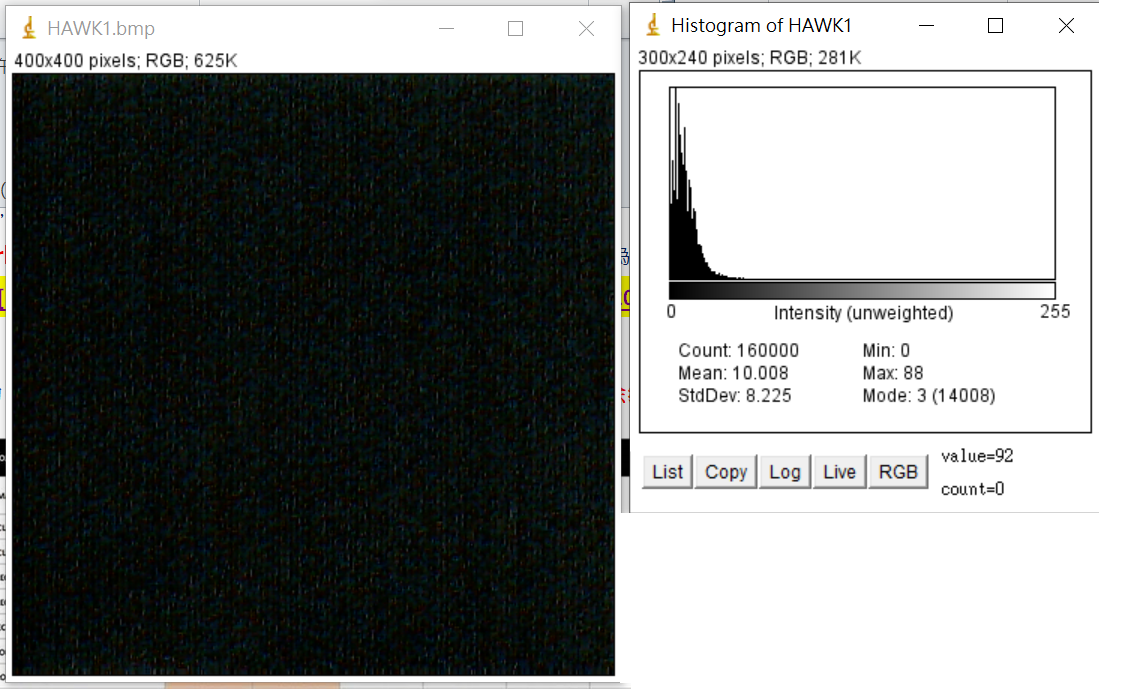 HAWK1.bmp
400x400 pixels; RGB; 625K
Histogram of HAWK1
300x240 pixels; RGB; 281K
0
255
Intensity (unweighted)
Count: 160000
Min: 0
Mean: 10.008
Max: 88
StdDev: 8.225
Mode: 3 (14008)
List
Copy
Log
Live
RGB
value=92
count=0